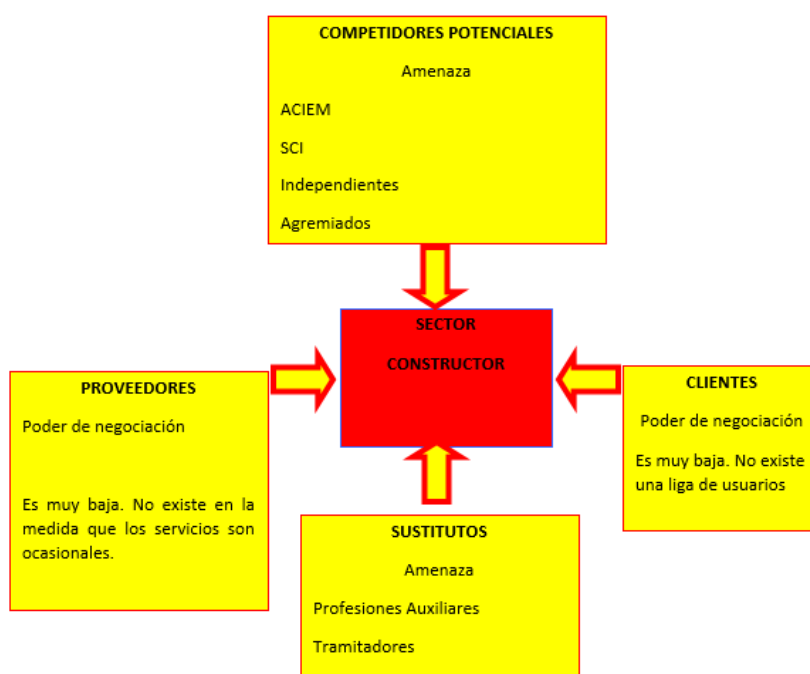 COMPETIDORES POTENCIALES
Amenaza
ACIEM
SCI
Independientes
Agremiados
SECTOR
CONSTRUCTOR
PROVEEDORES
Poder de negociación
Es muy baja. No existe en la
medida que los servicios son
ocasionales.
CLIENTES
Poder de negociación
Es muy baja. No existe
una liga de usuarios
SUSTITUTOS
Amenaza
Profesiones Auxiliares
Tramitadores